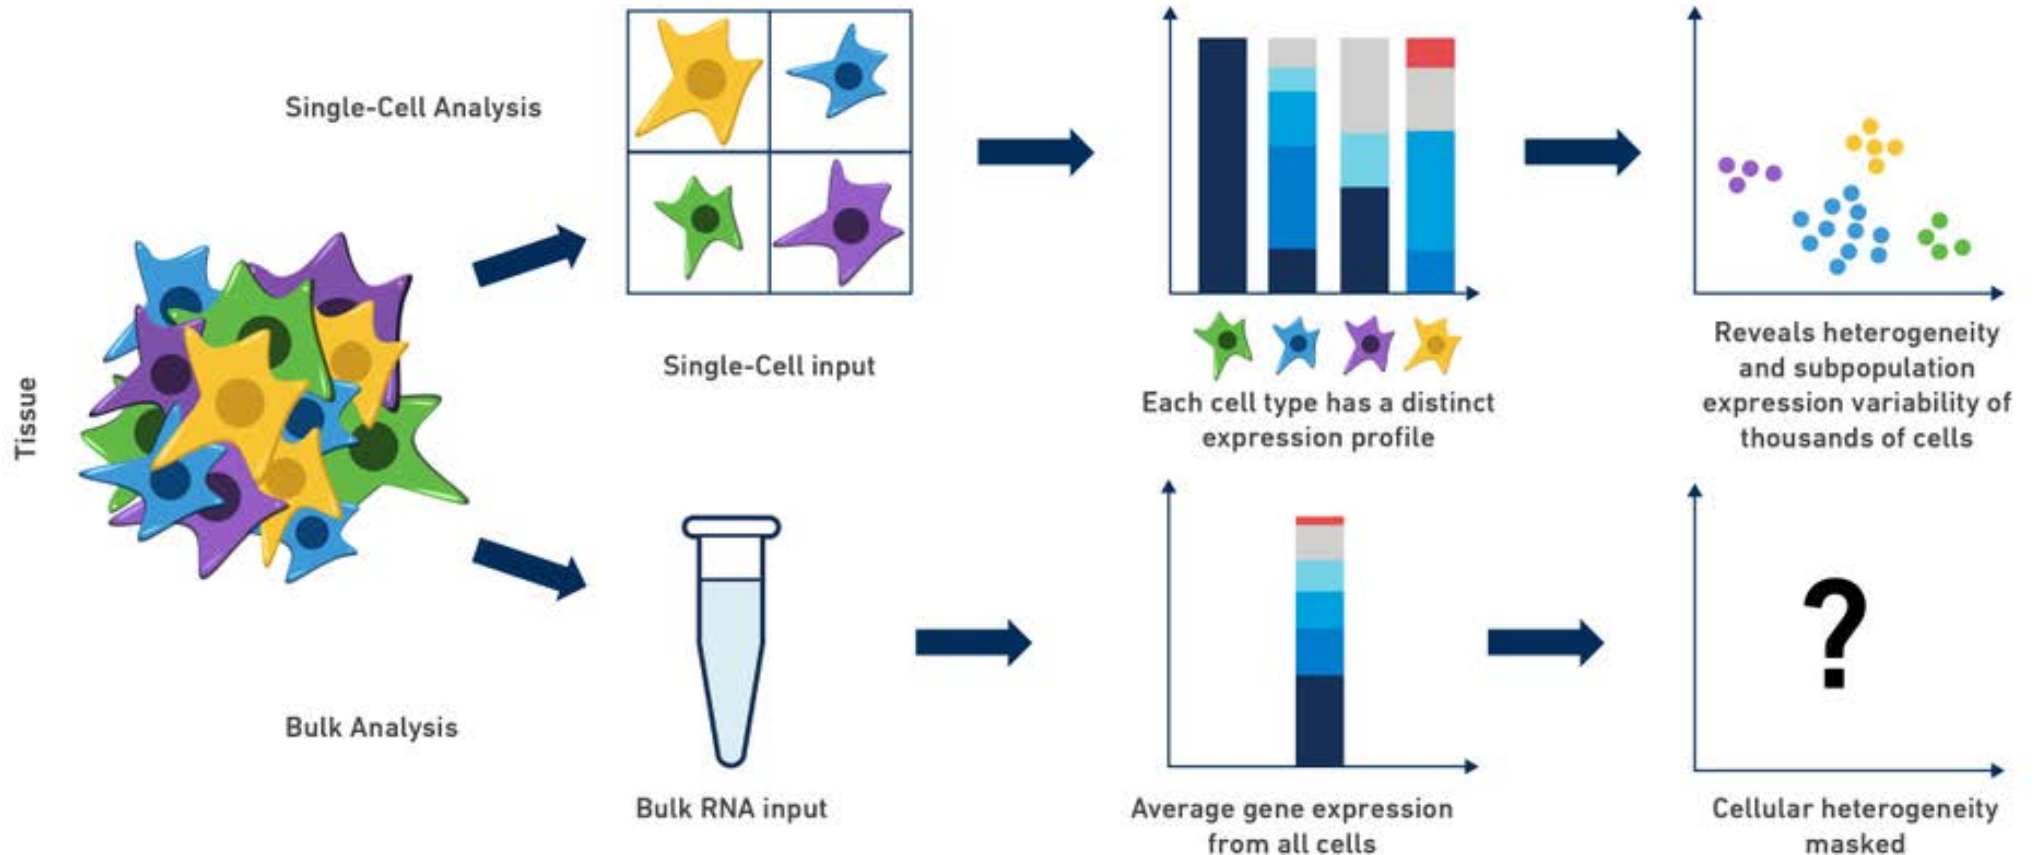 Tissue
Single-Cell Analysis
Single-Cell input
Each cell type has a distinct
expression profile
Reveals heterogeneity
and subpopulation
expression variability of
thousands of cells
Bulk Analysis
Bulk RNA input
Average gene expression
from all cells
?
Cellular heterogeneity
masked